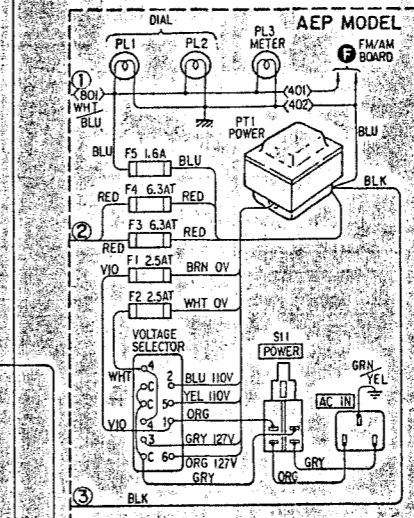 DIAL
AEP MODEL
PL1
PL2
PL3
METER
F
FM/AM
BOARD
1
801
WHT
BLU
401
402
PT1
POWER
BLU
BLU
F5 1.6A
BLU
BLK
RED
F4 6.3AT
RED
2
F3 6.3AT
RED
RED
VIO
F1 2.5AT
BRN 0V
F2 2.5AT
WHT 0V
VOLTAGE
SELECTOR
S11
POWER
GRN
YEL
WHT
4
C
2
BLU 110V
C
5
YEL 110V
AC IN
VIO
4
1
ORG
3
GRY 127V
C
6
ORG 127V
GRY
GRY
ORG
3
BLK